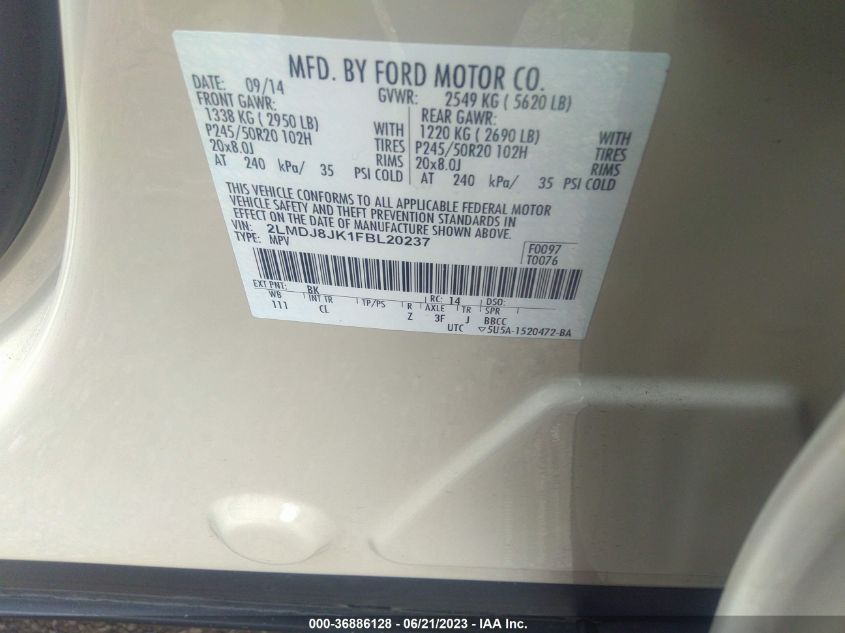 MFD. BY FORD MOTOR CO.
DATE: 09/14 GVWR: 2549 KG ( 5620 LB)
FRONT GAWR: REAR GAWR:
1338 KG ( 2950 LB) WITH 1220 KG ( 2690 LB) WITH
P245/50R20 102H TIRES P245/50R20 102H TIRES
20x8.0J RIMS 20x8.0J RIMS
AT 240 kPa/ 35 PSI COLD AT 240 kPa/ 35 PSI COLD
THIS VEHICLE CONFORMS TO ALL APPLICABLE FEDERAL MOTOR
VEHICLE SAFETY AND THEFT PREVENTION STANDARDS IN
EFFECT ON THE DATE OF MANUFACTURE SHOWN ABOVE.
VIN: 2LMDJ8JK1FBL20237
TYPE: MPV
F0097
T0076
EXT PNT: BK RC: 14 DSO:
WB INT TR TP/PS R AXLE TR SPR
111 CL Z 3F J BBCC
UTC 5U5A-1520472-BA
000-36886128 - 06/21/2023 - IAA Inc.